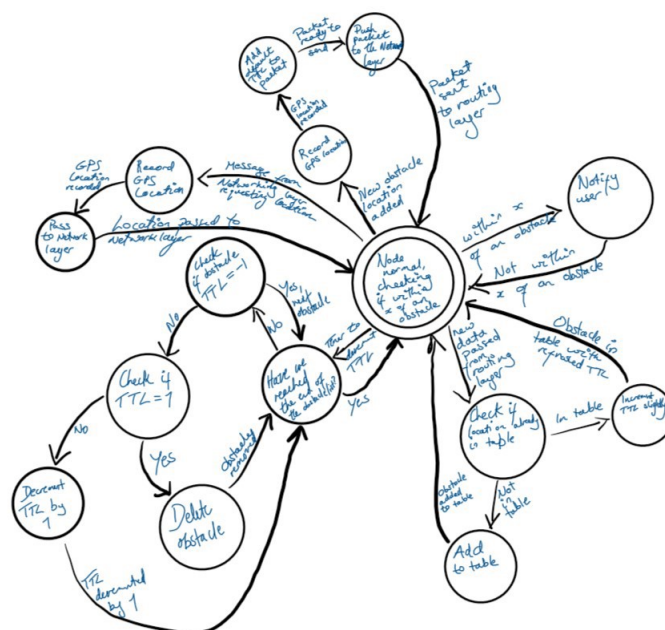 Add
default
TTL to
packet
Packet
ready to
send
Push
packet
to the Network
layer
Packet
sent
to routing
layer
GPS
location
recorded
Record
GPS location
New obstacle
location
added
GPS
location
recorded
Record
GPS
Location
Message from
Networking layer
requesting location
Pass
to Network
layer
Location passed to
Network layer
Node
normal,
checking
if within
x of an
obstacle
within x
of an obstacle
Notify
user
Not within
x of an obstacle
Check
if obstacle
TTL=-1
Yes,
obstacle
No
No
Time to
decrement
TTL
Have we
reached
the end of
the obstacle list?
Yes
Check if
TTL=1
No
Yes
Decrement
TTL by
1
Delete
obstacle
Obstacle
removed
TTL
decremented
by 1
new
data
passed
from
routing
layer
Check if
location already
in table
In table
Increment
TTL slightly
Obstacle in
table with
TTL
Not
in
table
Add
to table
Obstacle
added
to table